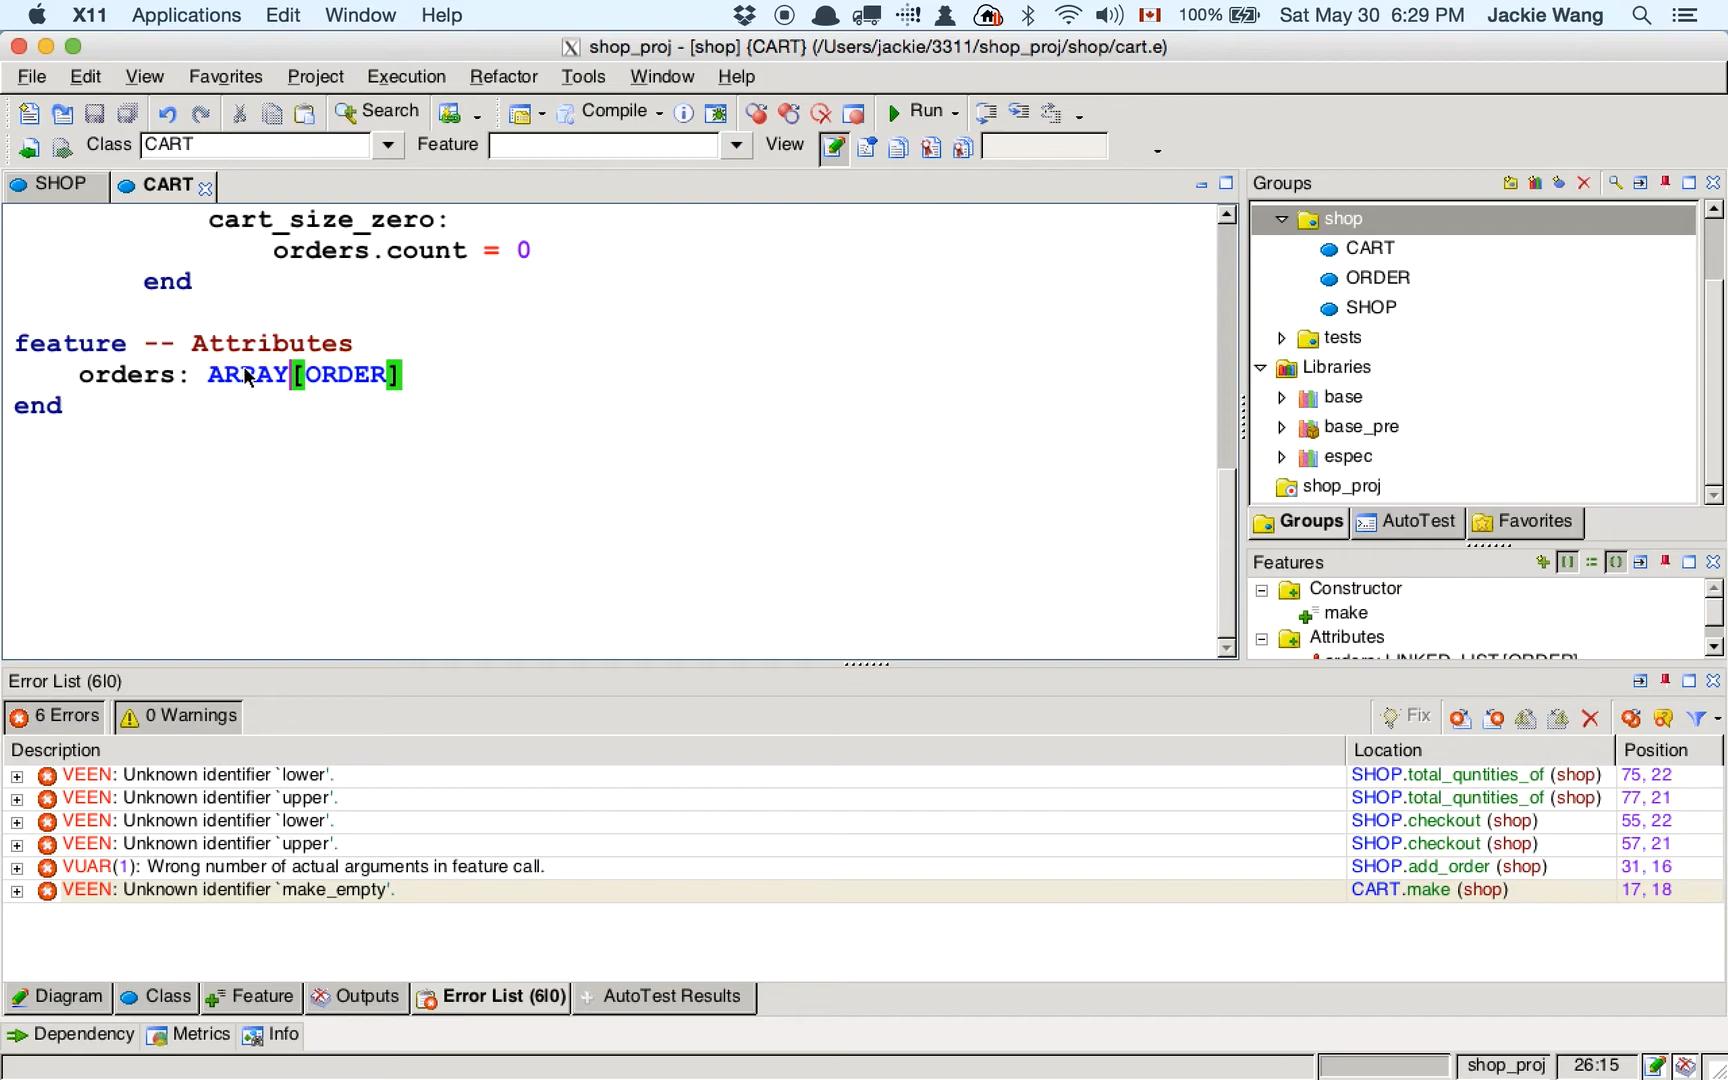 X11 Applications Edit Window Help 100% Sat May 30 6:29 PM Jackie Wang
shop_proj - [shop] {CART} (/Users/jackie/3311/shop_proj/shop/cart.e)
File Edit View Favorites Project Execution Refactor Tools Window Help
Search Compile Run
Class CART Feature View
SHOP CART
cart_size_zero:
orders.count = 0
end
feature -- Attributes
orders: ARRAY[ORDER]
end
Groups
shop
CART
ORDER
SHOP
tests
Libraries
base
base_pre
espec
shop_proj
Groups AutoTest Favorites
Features
Constructor
make
Attributes
Error List (6|0)
6 Errors 0 Warnings Fix
Description Location Position
VEEN: Unknown identifier `lower'. SHOP.total_quntities_of (shop) 75, 22
VEEN: Unknown identifier `upper'. SHOP.total_quntities_of (shop) 77, 21
VEEN: Unknown identifier `lower'. SHOP.checkout (shop) 55, 22
VEEN: Unknown identifier `upper'. SHOP.checkout (shop) 57, 21
VUAR(1): Wrong number of actual arguments in feature call. SHOP.add_order (shop) 31, 16
VEEN: Unknown identifier `make_empty'. CART.make (shop) 17, 18
Diagram Class Feature Outputs Error List (6|0) AutoTest Results
Dependency Metrics Info
shop_proj 26:15